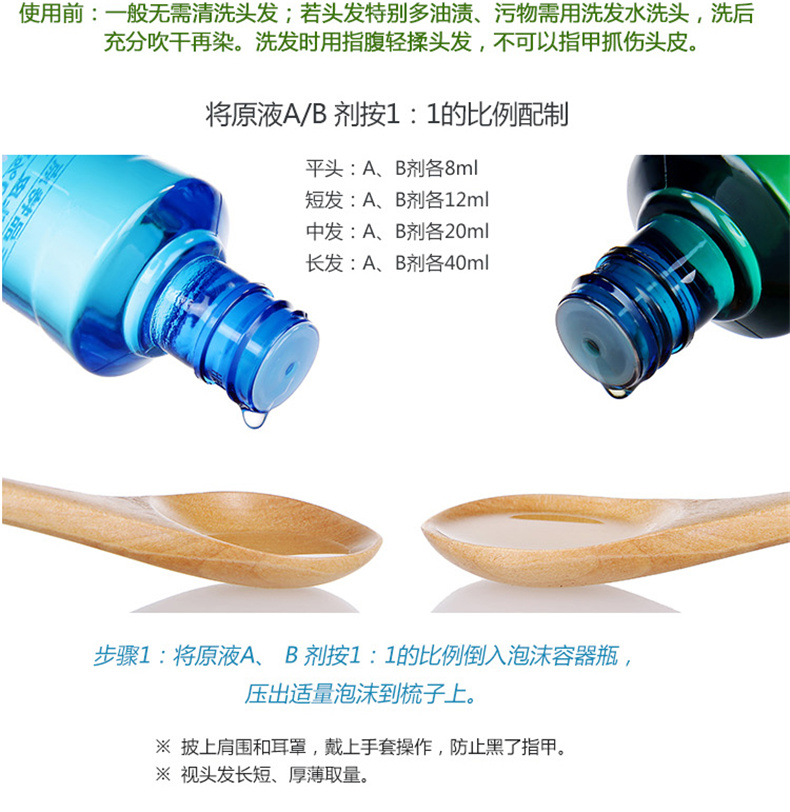 使用前：一般无需清洗头发；若头发特别多油渍、污物需用洗发水洗头，洗后
充分吹干再染。洗发时用指腹轻揉头发，不可以指甲抓伤头皮。
将原液A/B 剂按1：1的比例配制
平头：A、B剂各8ml
短发：A、B剂各12ml
中发：A、B剂各20ml
长发：A、B剂各40ml
步骤1：将原液A、 B 剂按1：1的比例倒入泡沫容器瓶，
压出适量泡沫到梳子上。
※ 披上肩围和耳罩，戴上手套操作，防止黑了指甲。
※ 视头发长短、厚薄取量。